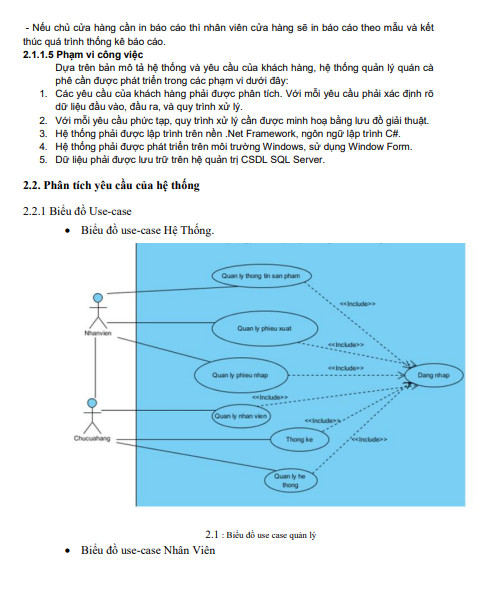 - Nếu chủ cửa hàng cần in báo cáo thì nhân viên cửa hàng sẽ in báo cáo theo mẫu và kết
thúc quá trình thống kê báo cáo.
2.1.1.5 Phạm vi công việc
Dựa trên bản mô tả hệ thống và yêu cầu của khách hàng, hệ thống quản lý quán cà
phê cần được phát triển trong các phạm vi dưới đây:
1. Các yêu cầu của khách hàng phải được phân tích. Với mỗi yêu cầu phải xác định rõ
dữ liệu đầu vào, đầu ra, và quy trình xử lý.
2. Với mỗi yêu cầu phức tạp, quy trình xử lý cần được minh hoạ bằng lưu đồ giải thuật.
3. Hệ thống phải được lập trình trên nền .Net Framework, ngôn ngữ lập trình C#.
4. Hệ thống phải được phát triển trên môi trường Windows, sử dụng Window Form.
5. Dữ liệu phải được lưu trữ trên hệ quản trị CSDL SQL Server.
2.2. Phân tích yêu cầu của hệ thống
2.2.1 Biểu đồ Use-case
• Biểu đồ use-case Hệ Thống.
Quan ly thong tin san pham
<<Include>>
Nhanvien
Quan ly phieu xuat
<<Include>>
<<Include>>
Quan ly phieu nhap
Dang nhap
<<Include>>
Quan ly nhan vien
<<Include>>
Chucuahang
Thong ke
<<Include>>
Quan ly he
thong
2.1 : Biểu đồ use case quản lý
• Biểu đồ use-case Nhân Viên